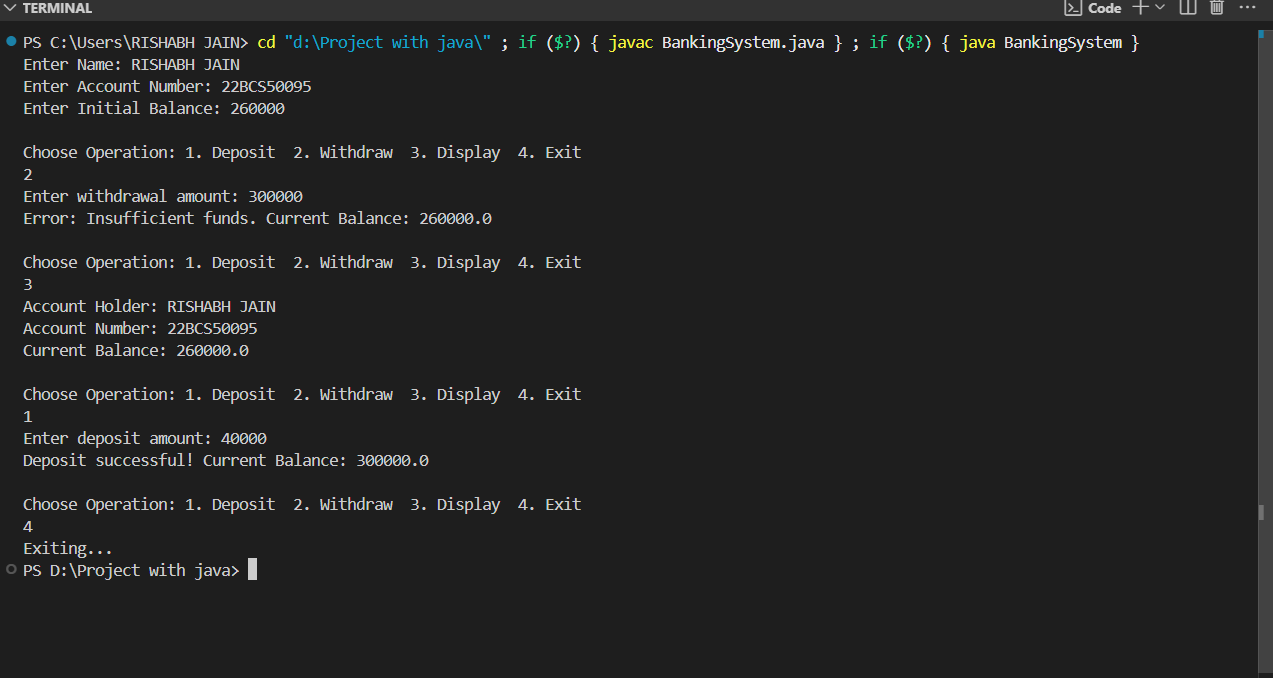 TERMINAL
Code
PS C:\Users\RISHABH JAIN> cd "d:\Project with java\" ; if ($?) { javac BankingSystem.java } ; if ($?) { java BankingSystem }
Enter Name: RISHABH JAIN
Enter Account Number: 22BCS50095
Enter Initial Balance: 260000
Choose Operation: 1. Deposit  2. Withdraw  3. Display  4. Exit
2
Enter withdrawal amount: 300000
Error: Insufficient funds. Current Balance: 260000.0
Choose Operation: 1. Deposit  2. Withdraw  3. Display  4. Exit
3
Account Holder: RISHABH JAIN
Account Number: 22BCS50095
Current Balance: 260000.0
Choose Operation: 1. Deposit  2. Withdraw  3. Display  4. Exit
1
Enter deposit amount: 40000
Deposit successful! Current Balance: 300000.0
Choose Operation: 1. Deposit  2. Withdraw  3. Display  4. Exit
4
Exiting...
PS D:\Project with java>